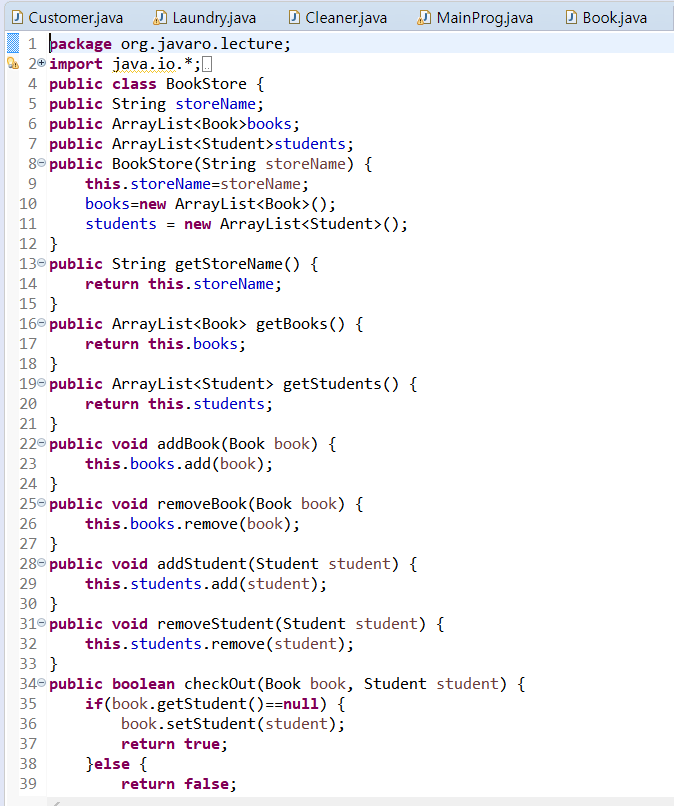 Customer.java Laundry.java Cleaner.java MainProg.java Book.java
1 package org.javaro.lecture;
2 import java.io.*;
4 public class BookStore {
5 public String storeName;
6 public ArrayList<Book>books;
7 public ArrayList<Student>students;
8 public BookStore(String storeName) {
9     this.storeName=storeName;
10     books=new ArrayList<Book>();
11     students = new ArrayList<Student>();
12 }
13 public String getStoreName() {
14     return this.storeName;
15 }
16 public ArrayList<Book> getBooks() {
17     return this.books;
18 }
19 public ArrayList<Student> getStudents() {
20     return this.students;
21 }
22 public void addBook(Book book) {
23     this.books.add(book);
24 }
25 public void removeBook(Book book) {
26     this.books.remove(book);
27 }
28 public void addStudent(Student student) {
29     this.students.add(student);
30 }
31 public void removeStudent(Student student) {
32     this.students.remove(student);
33 }
34 public boolean checkOut(Book book, Student student) {
35     if(book.getStudent()==null) {
36         book.setStudent(student);
37         return true;
38     }else {
39         return false;